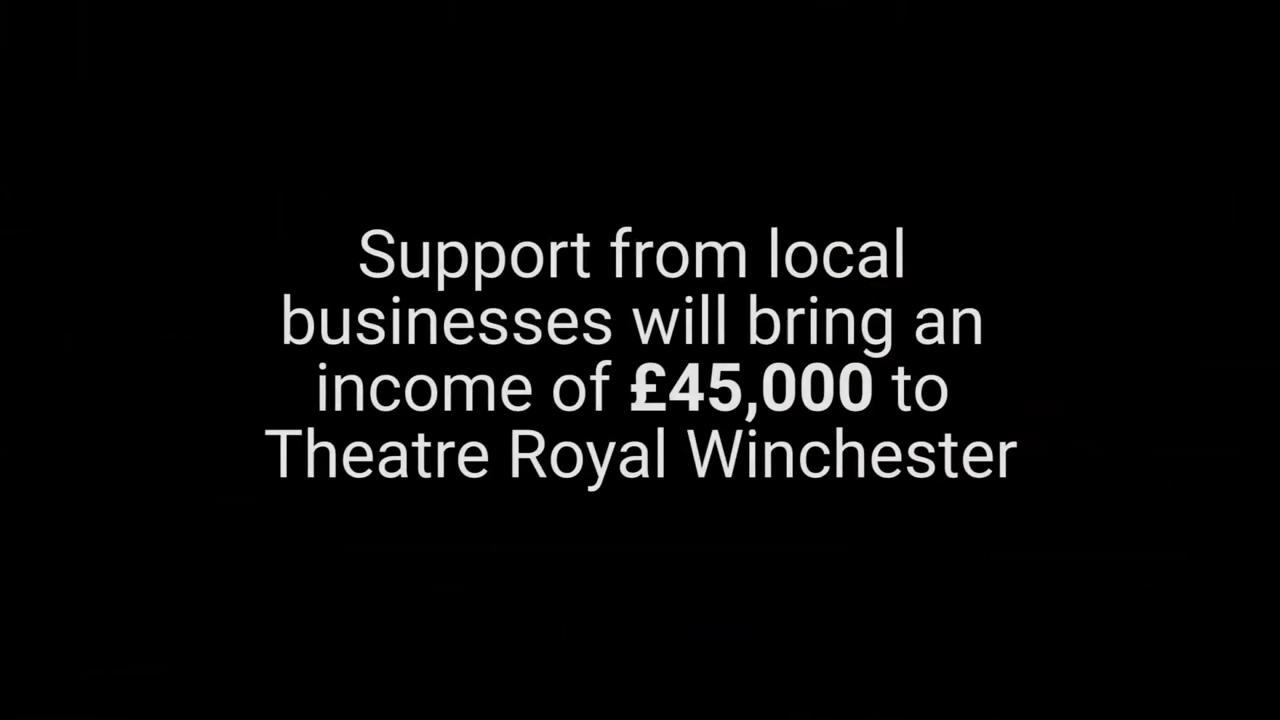 Support from local
businesses will bring an
income of £45,000 to
Theatre Royal Winchester